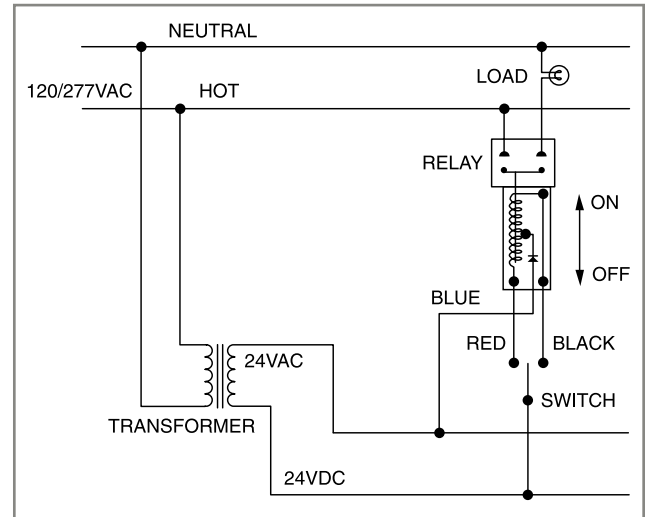 NEUTRAL
LOAD
120/277VAC
HOT
RELAY
ON
OFF
BLUE
RED
BLACK
24VAC
SWITCH
TRANSFORMER
24VDC